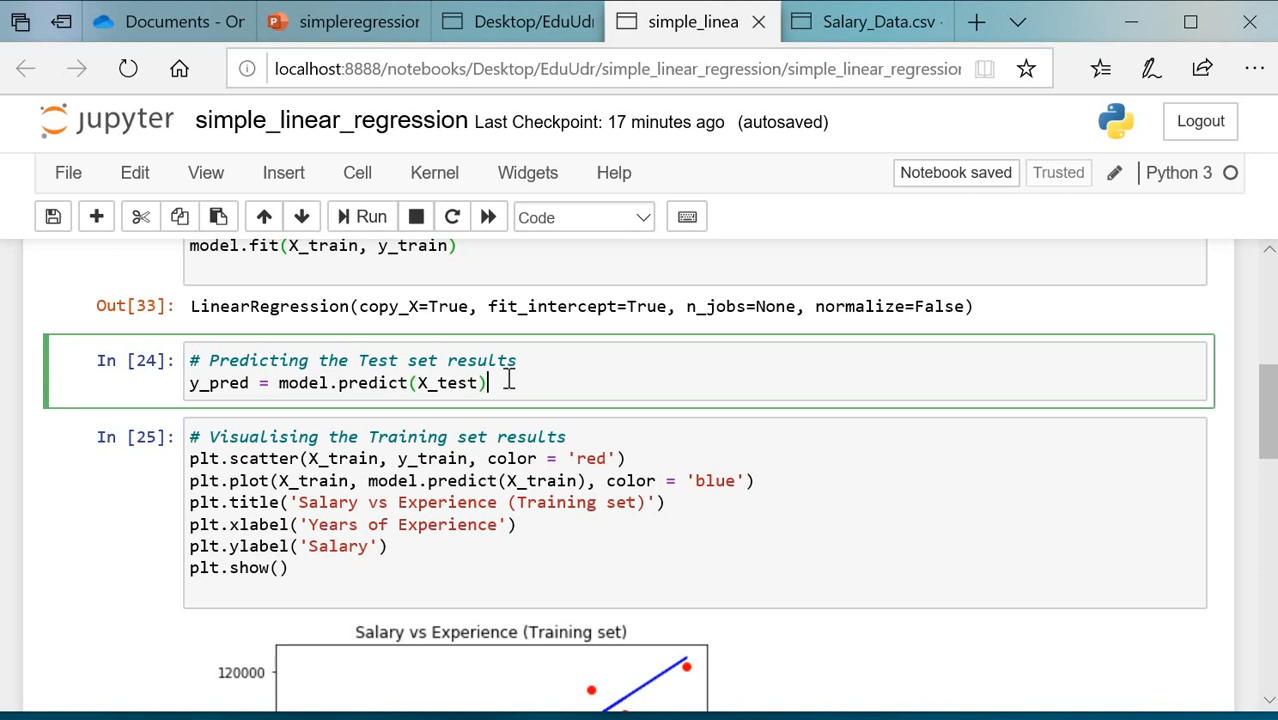 Documents - Or
simpleregression
Desktop/EduUdr
simple_linea
Salary_Data.csv -
localhost:8888/notebooks/Desktop/EduUdr/simple_linear_regression/simple_linear_regression
jupyter simple_linear_regression Last Checkpoint: 17 minutes ago (autosaved)
Logout
File Edit View Insert Cell Kernel Widgets Help
Notebook saved Trusted Python 3
Run Code
model.fit(X_train, y_train)
Out[33]: LinearRegression(copy_X=True, fit_intercept=True, n_jobs=None, normalize=False)
In [24]: # Predicting the Test set results
y_pred = model.predict(X_test)
In [25]: # Visualising the Training set results
plt.scatter(X_train, y_train, color = 'red')
plt.plot(X_train, model.predict(X_train), color = 'blue')
plt.title('Salary vs Experience (Training set)')
plt.xlabel('Years of Experience')
plt.ylabel('Salary')
plt.show()
Salary vs Experience (Training set)
120000